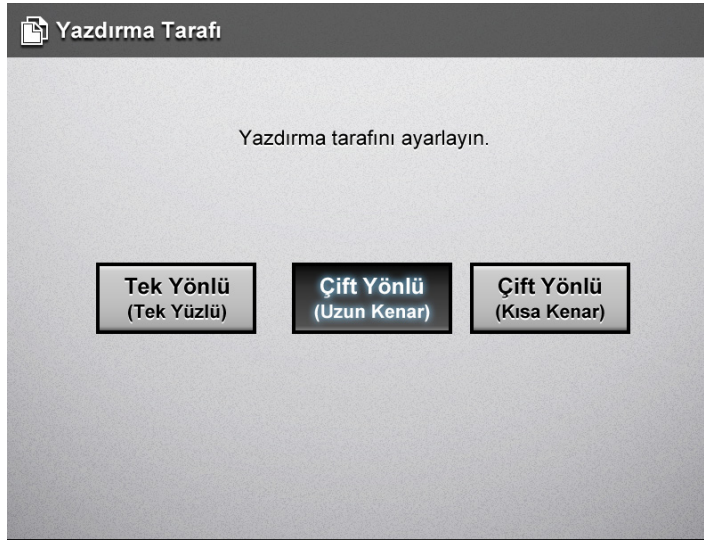 Yazdırma Tarafı
Yazdırma tarafını ayarlayın.
Tek Yönlü
(Tek Yüzlü)
Çift Yönlü
(Uzun Kenar)
Çift Yönlü
(Kısa Kenar)